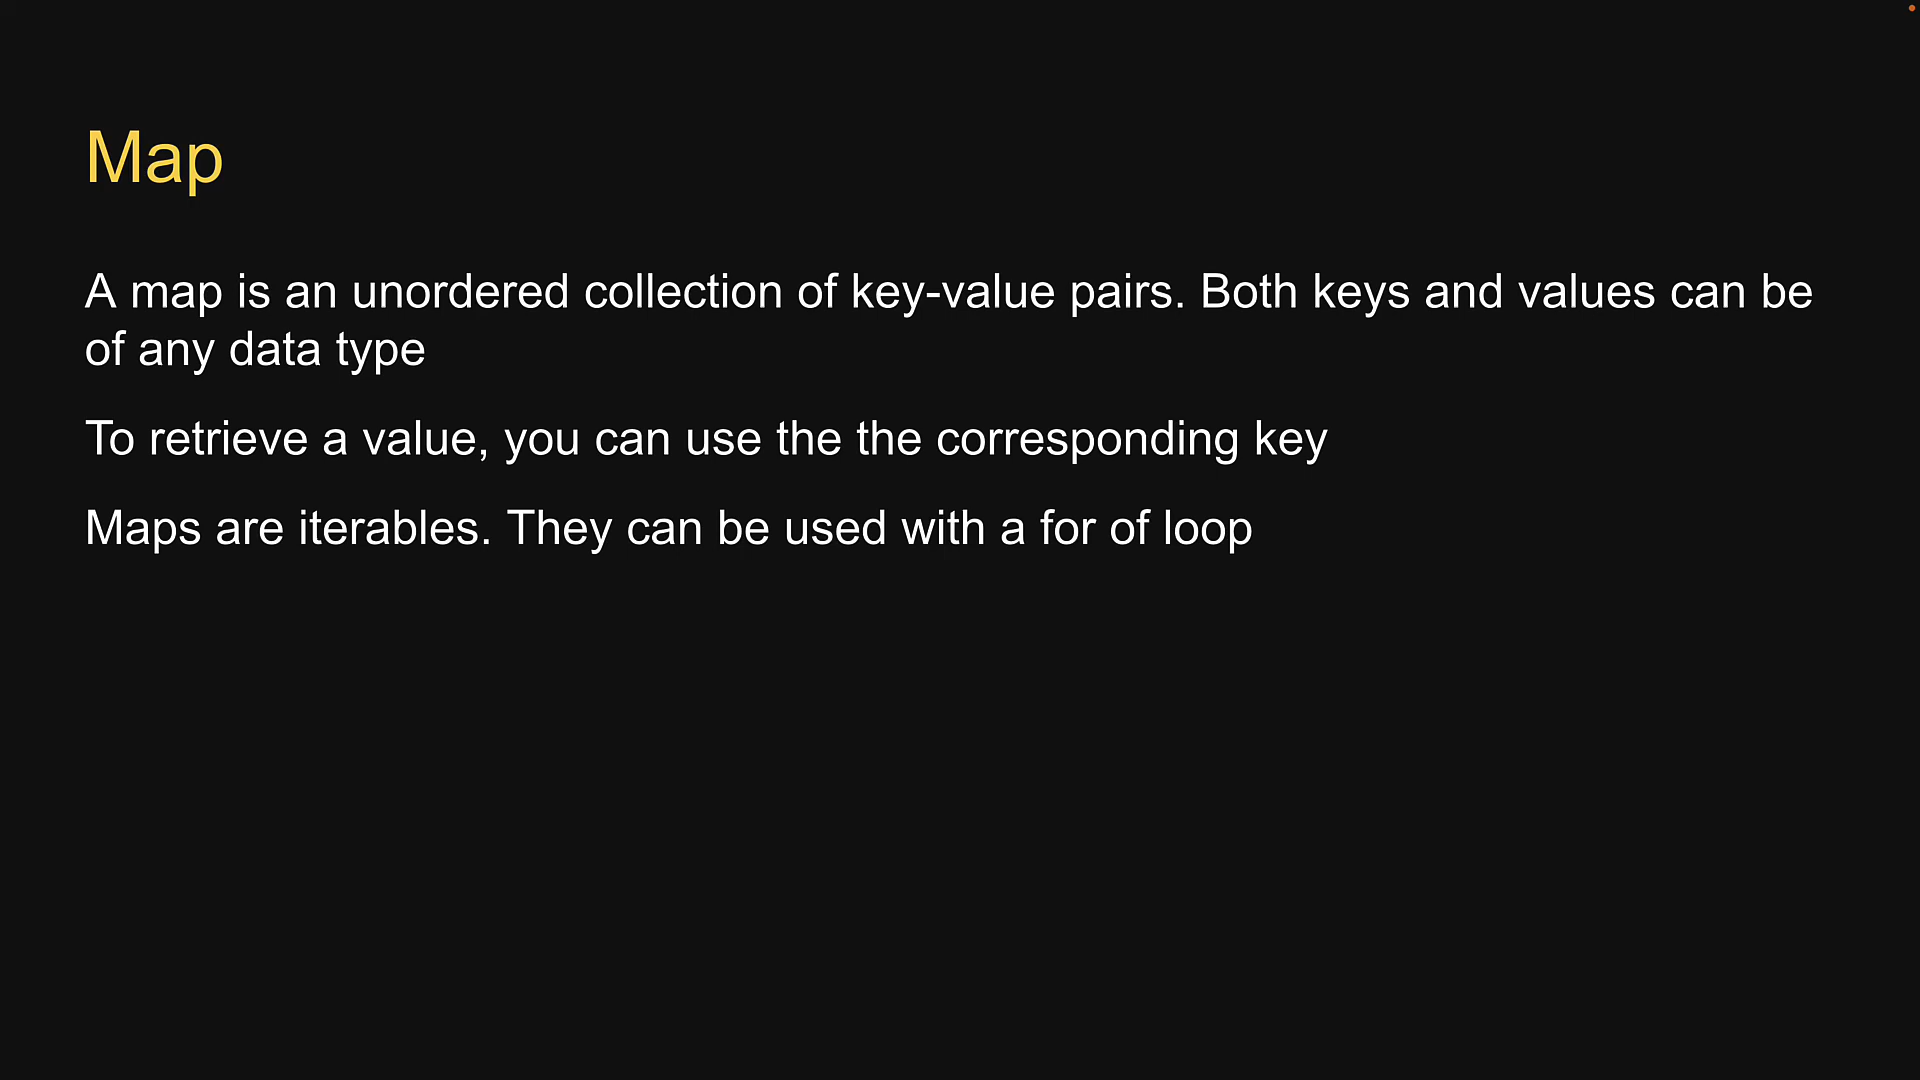 Map
A map is an unordered collection of key-value pairs. Both keys and values can be
of any data type
To retrieve a value, you can use the the corresponding key
Maps are iterables. They can be used with a for of loop